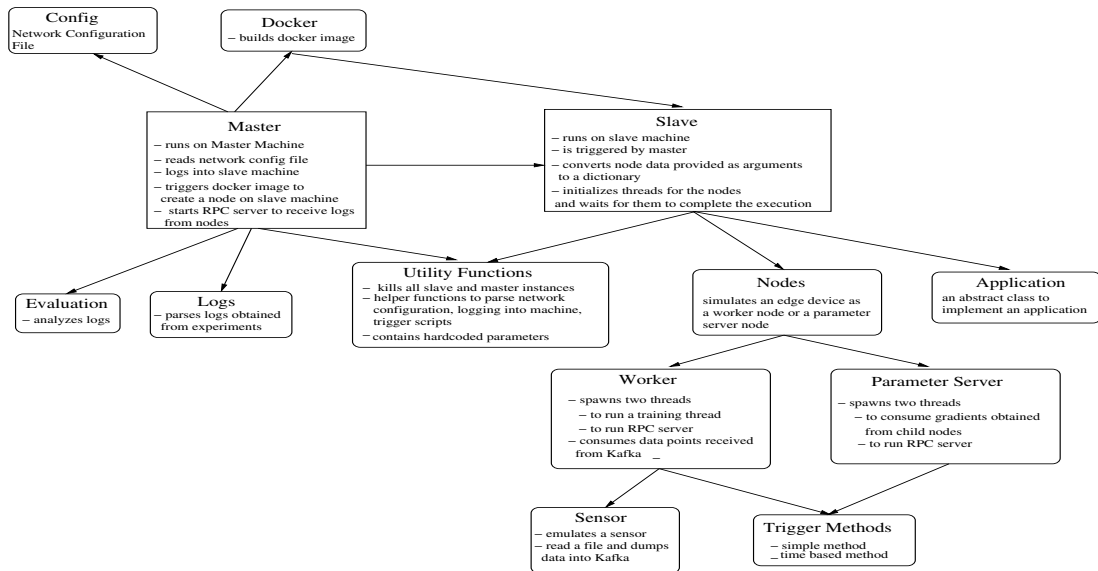 Config
Network Configuration
File
Docker
– builds docker image
Master
– runs on Master Machine
– reads network config file
– logs into slave machine
– triggers docker image to
create a node on slave machine
– starts RPC server to receive logs
from nodes
Slave
– runs on slave machine
– is triggered by master
– converts node data provided as arguments
to a dictionary
– initializes threads for the nodes
and waits for them to complete the execution
Evaluation
– analyzes logs
Logs
– parses logs obtained
from experiments
Utility Functions
– kills all slave and master instances
– helper functions to parse network
configuration, logging into machine,
trigger scripts
– contains hardcoded parameters
Nodes
simulates an edge device as
a worker node or a parameter
server node
Application
an abstract class to
implement an application
Worker
– spawns two threads
– to run a training thread
– to run RPC server
– consumes data points received
from Kafka _
Parameter Server
– spawns two threads
– to consume gradients obtained
from child nodes
– to run RPC server
Sensor
– emulates a sensor
– read a file and dumps
data into Kafka
Trigger Methods
– simple method
_ time based method